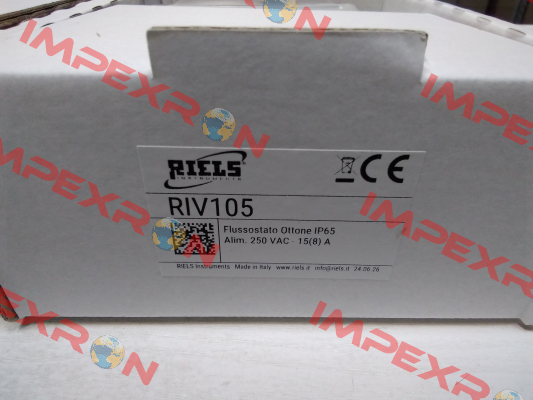 IMPEXRON
IMPEXRON
IMPEXRON
RIELS
INSTRUMENTS
CE
RIV105
Flussostato Ottone IP65
Alim. 250 VAC - 15(8) A
RIELS Instruments Made in Italy www.riels.it info@riels.it 24.06.26
IMPEXRON
IMPEXRON
IMPEXRON
IMPEXRON